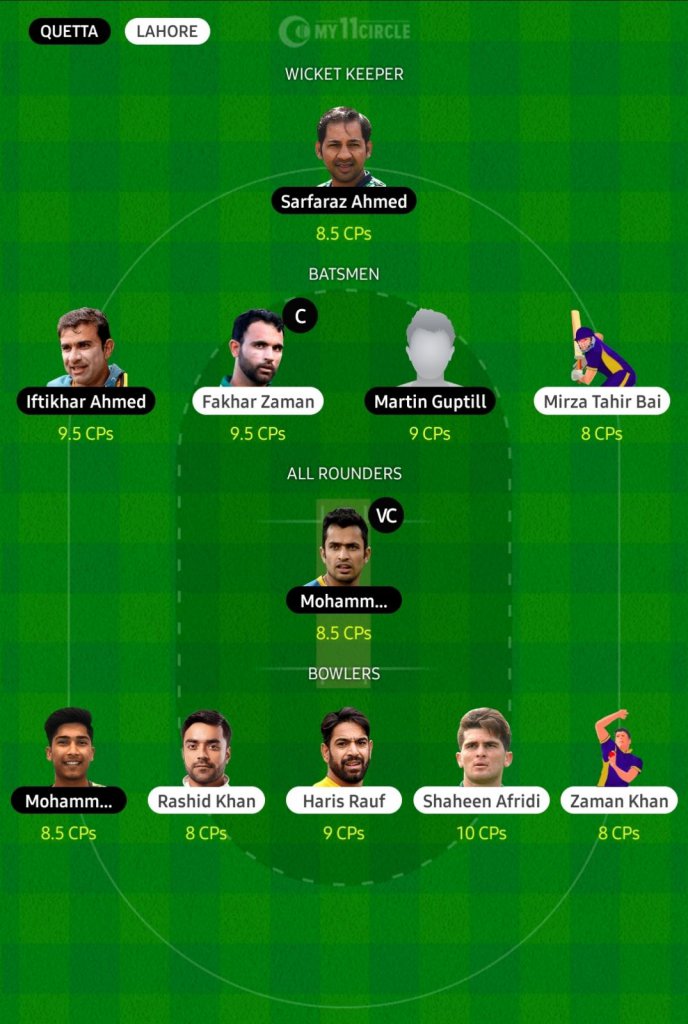 QUETTA LAHORE MY11CIRCLE
WICKET KEEPER
Sarfaraz Ahmed
8.5 CPs
BATSMEN
C
Iftikhar Ahmed Fakhar Zaman Martin Guptill Mirza Tahir Bai
9.5 CPs 9.5 CPs 9 CPs 8 CPs
ALL ROUNDERS
VC
Mohamm...
8.5 CPs
BOWLERS
Mohamm... Rashid Khan Haris Rauf Shaheen Afridi Zaman Khan
8.5 CPs 8 CPs 9 CPs 10 CPs 8 CPs